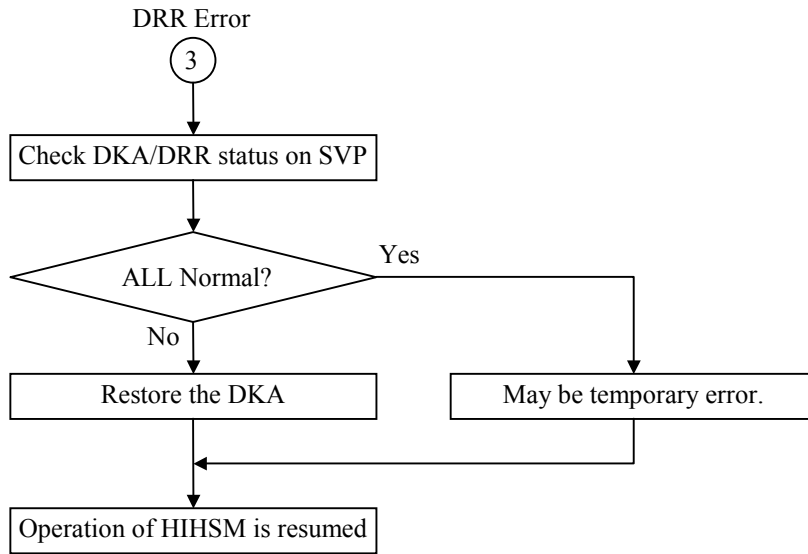 DRR Error
3
Check DKA/DRR status on SVP
ALL Normal?
Yes
No
Restore the DKA
May be temporary error.
Operation of HIHSM is resumed